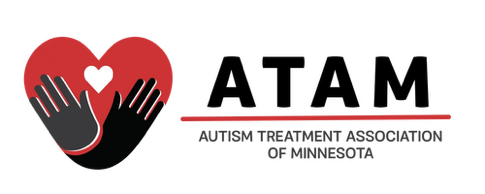 ATAM
AUTISM TREATMENT ASSOCIATION
OF MINNESOTA